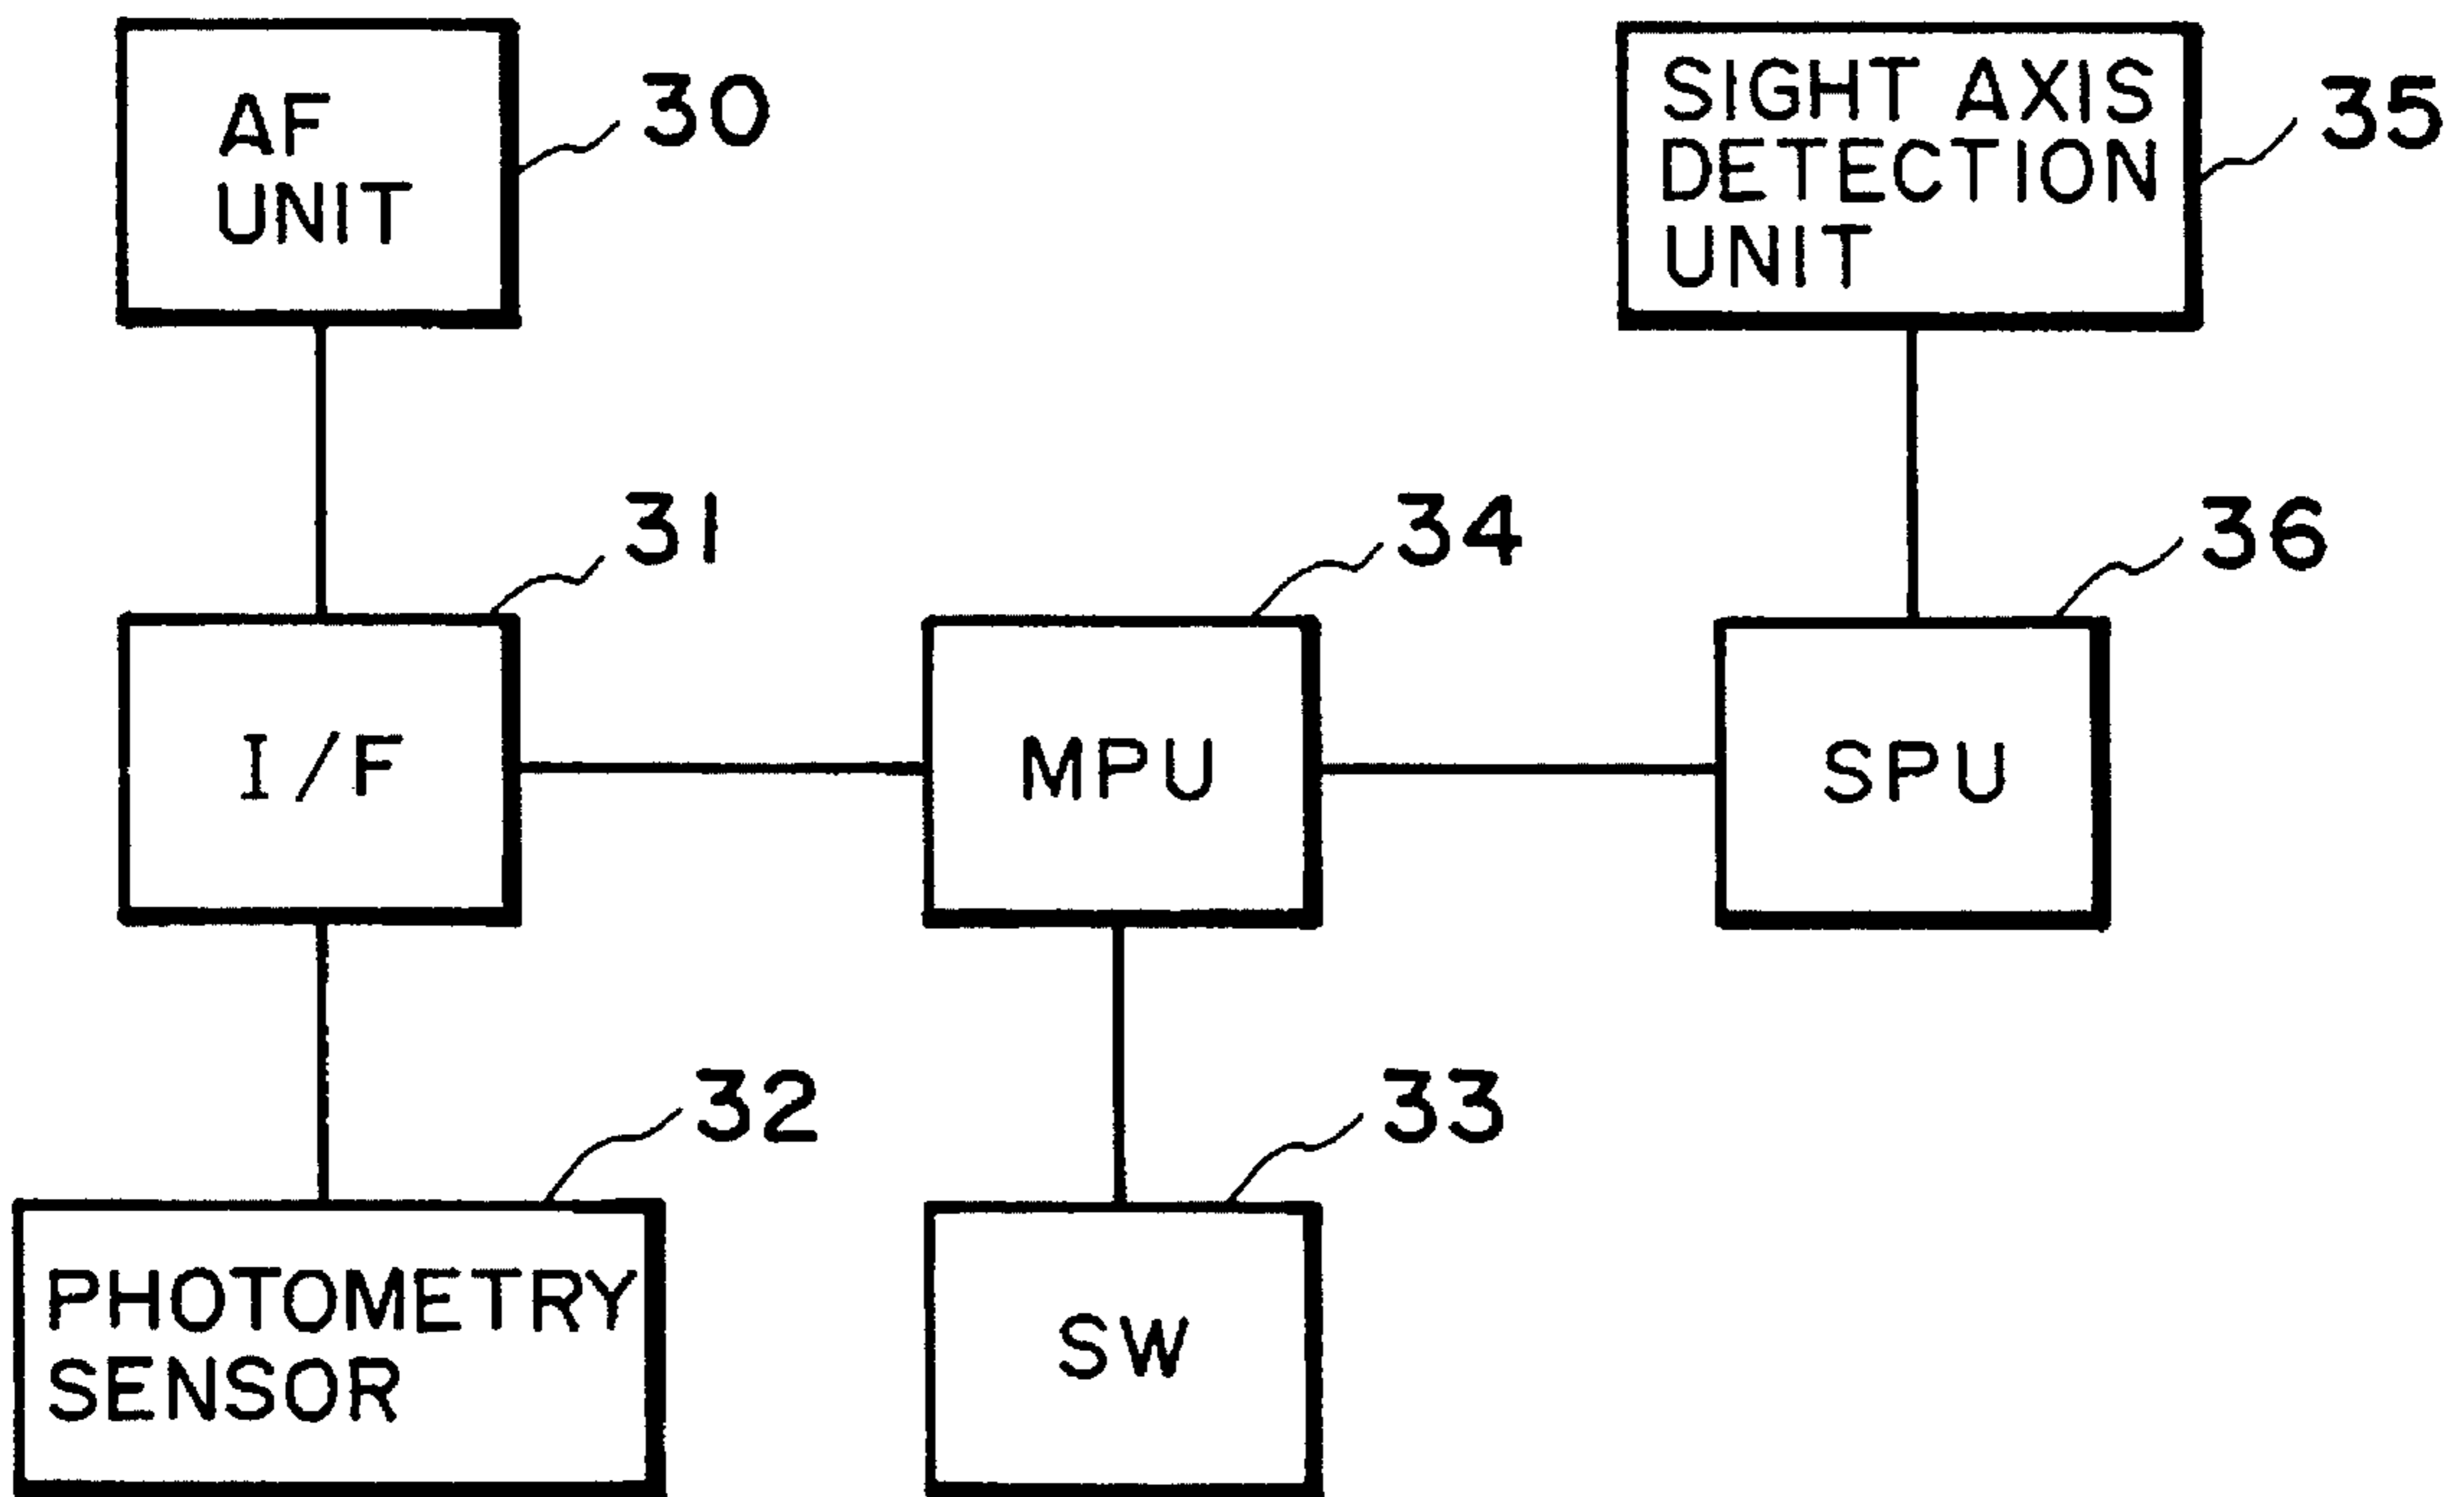 AF
UNIT
30
SIGHT AXIS
DETECTION
UNIT
35
31
34
36
I/F
MPU
SPU
32
33
PHOTOMETRY
SENSOR
SW